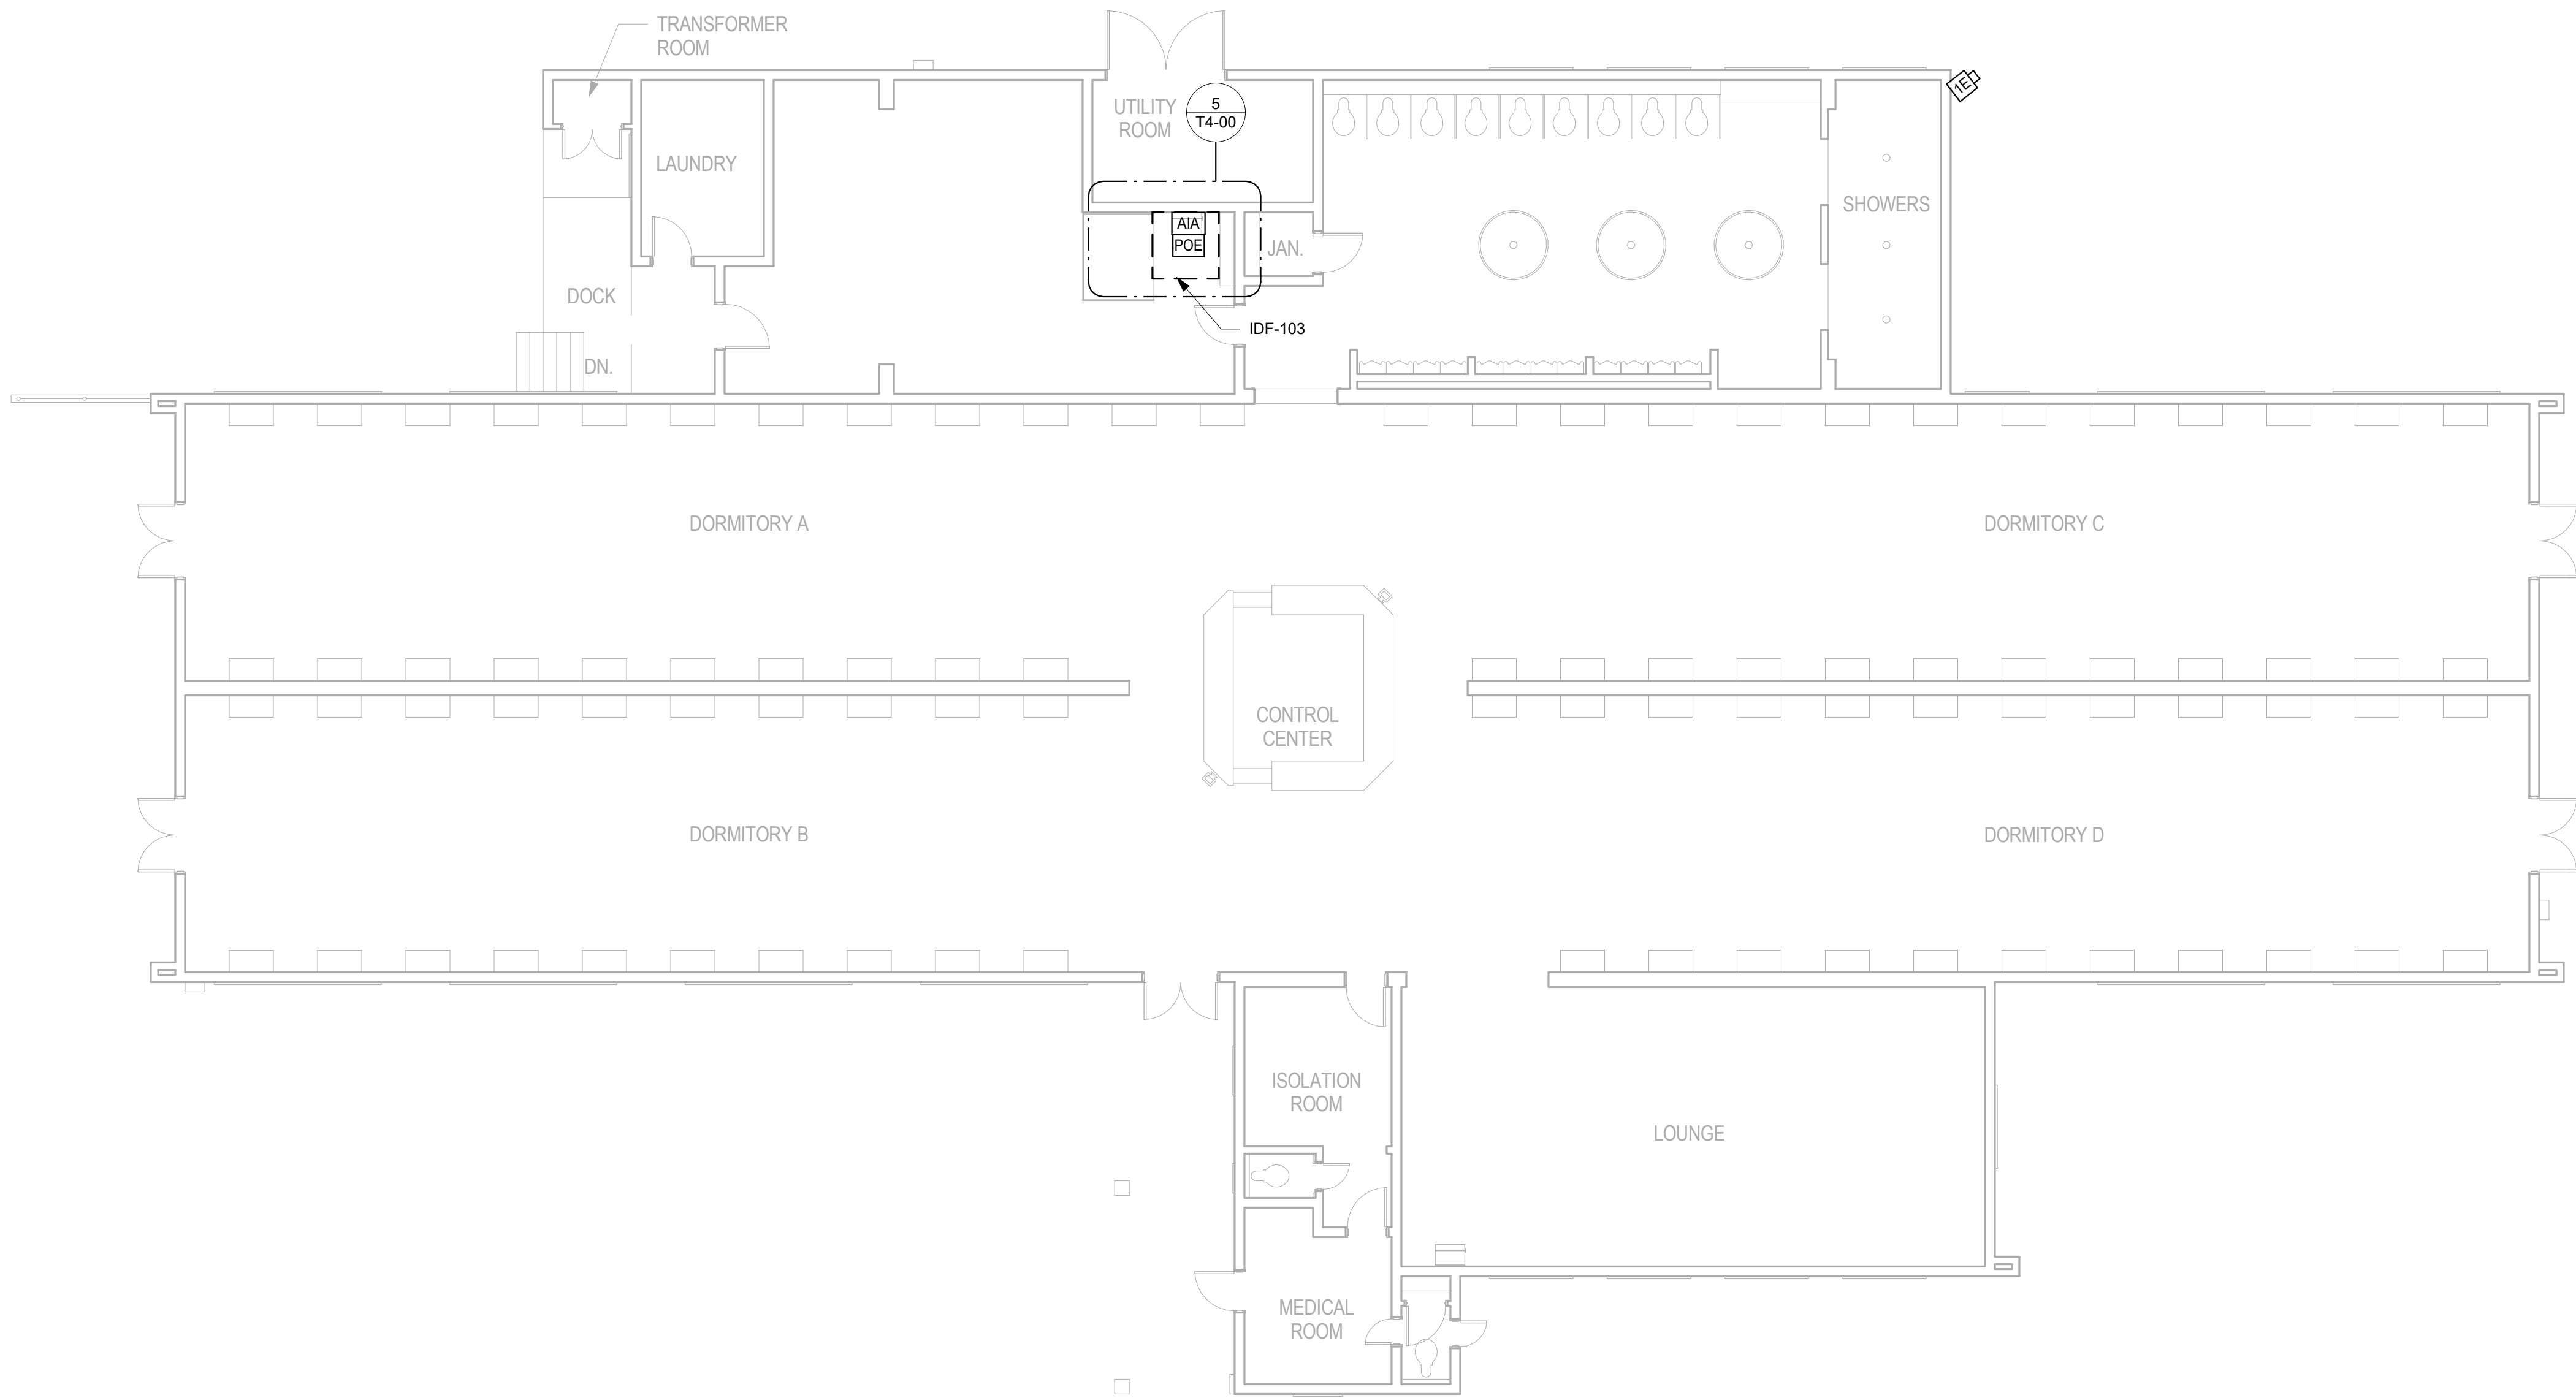 TRANSFORMER
ROOM
UTILITY
ROOM
5
T4-00
1E
LAUNDRY
SHOWERS
AIA
POE
JAN.
DOCK
IDF-103
DN.
DORMITORY A
DORMITORY C
CONTROL
CENTER
DORMITORY B
DORMITORY D
ISOLATION
ROOM
LOUNGE
MEDICAL
ROOM